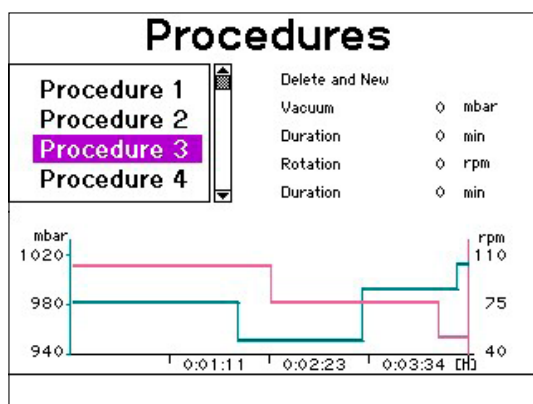 Procedures
Procedure 1
Procedure 2
Procedure 3
Procedure 4
Delete and New
Vacuum 0 mbar
Duration 0 min
Rotation 0 rpm
Duration 0 min
mbar rpm
1020 110
980 75
940 40
0:01:11 0:02:23 0:03:34 [H]